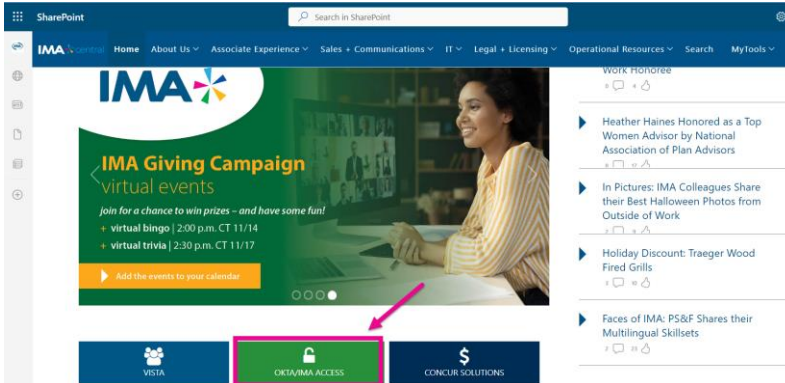 SharePoint
Search in SharePoint
IMA central Home About Us Associate Experience Sales + Communications IT Legal + Licensing Operational Resources Search MyTools
IMA
IMA Giving Campaign
virtual events
join for a chance to win prizes – and have some fun!
+ virtual bingo | 2:00 p.m. CT 11/14
+ virtual trivia | 2:30 p.m. CT 11/17
Add the events to your calendar
VISTA
OKTA/IMA ACCESS
CONCUR SOLUTIONS
Work Honoree
Heather Haines Honored as a Top
Women Advisor by National
Association of Plan Advisors
In Pictures: IMA Colleagues Share
their Best Halloween Photos from
Outside of Work
Holiday Discount: Traeger Wood
Fired Grills
Faces of IMA: PS&F Shares their
Multilingual Skillsets